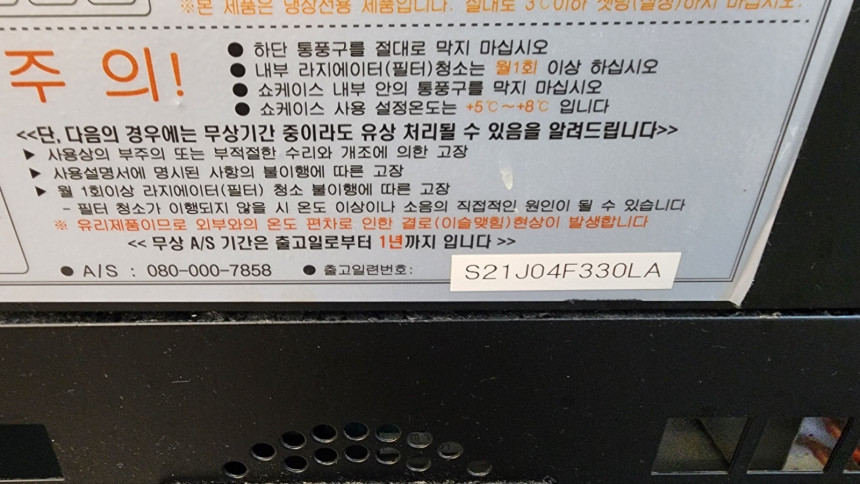 ※본 제품은 냉장전용 제품입니다. 절대로 3℃이하 셋팅(설정)하지 마십시오.
주 의!
● 하단 통풍구를 절대로 막지 마십시오
● 내부 라지에이터(필터)청소는 월1회 이상 하십시오
● 쇼케이스 내부 안의 통풍구를 막지 마십시오
● 쇼케이스 사용 설정온도는 +5℃~+8℃ 입니다
<<단, 다음의 경우에는 무상기간 중이라도 유상 처리될 수 있음을 알려드립니다>>
▶ 사용상의 부주의 또는 부적절한 수리와 개조에 의한 고장
▶ 사용설명서에 명시된 사항의 불이행에 따른 고장
▶ 월 1회이상 라지에이터(필터) 청소 불이행에 따른 고장
- 필터 청소가 이행되지 않을 시 온도 이상이나 소음의 직접적인 원인이 될 수 있습니다
※ 유리제품이므로 외부와의 온도 편차로 인한 결로(이슬맺힘)현상이 발생합니다
<< 무상 A/S 기간은 출고일로부터 1년까지 입니다 >>
● A/S : 080-000-7858 ● 출고일련번호: S21J04F330LA